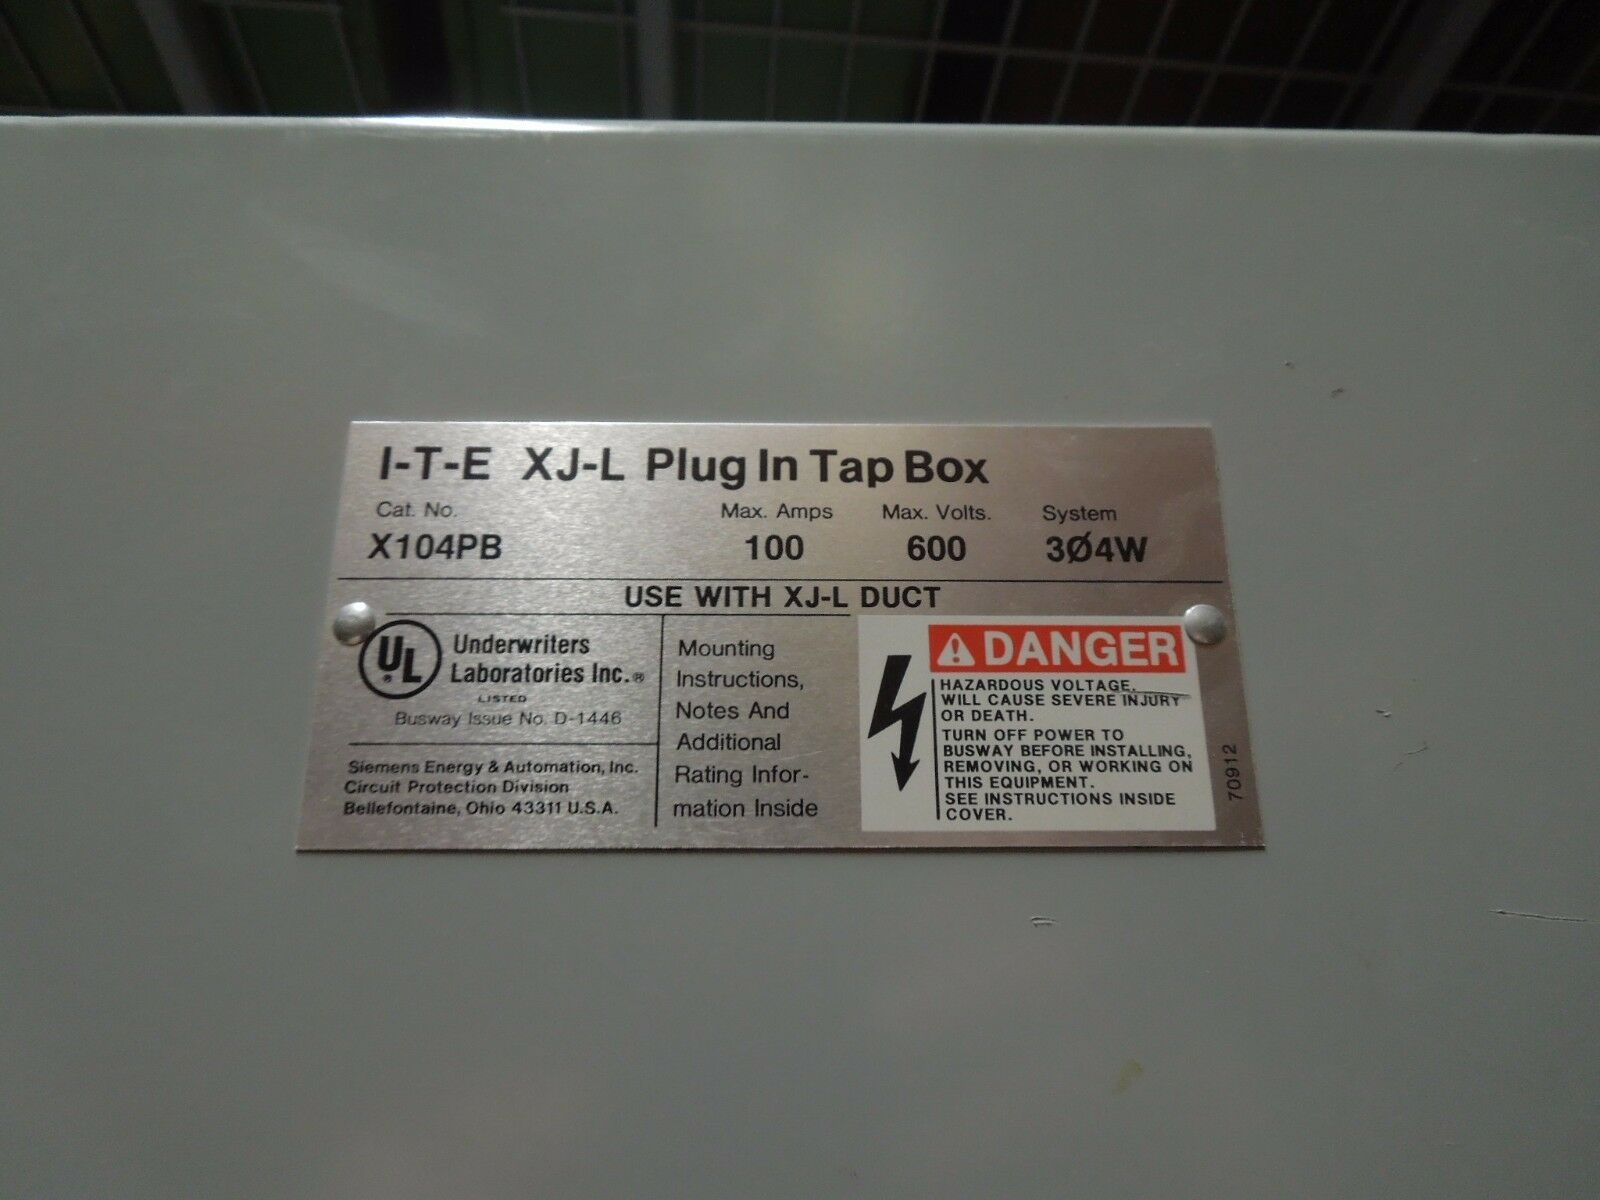 I-T-E XJ-L Plug In Tap Box
Cat. No. Max. Amps Max. Volts. System
X104PB 100 600 3Ø4W
USE WITH XJ-L DUCT
UL
®
Underwriters
Laboratories Inc.®
LISTED
Busway Issue No. D-1446
Siemens Energy & Automation, Inc.
Circuit Protection Division
Bellefontaine, Ohio 43311 U.S.A.
Mounting
Instructions,
Notes And
Additional
Rating Infor-
mation Inside
DANGER
HAZARDOUS VOLTAGE.
WILL CAUSE SEVERE INJURY
OR DEATH.
TURN OFF POWER TO
BUSWAY BEFORE INSTALLING,
REMOVING, OR WORKING ON
THIS EQUIPMENT.
SEE INSTRUCTIONS INSIDE
COVER.
70912